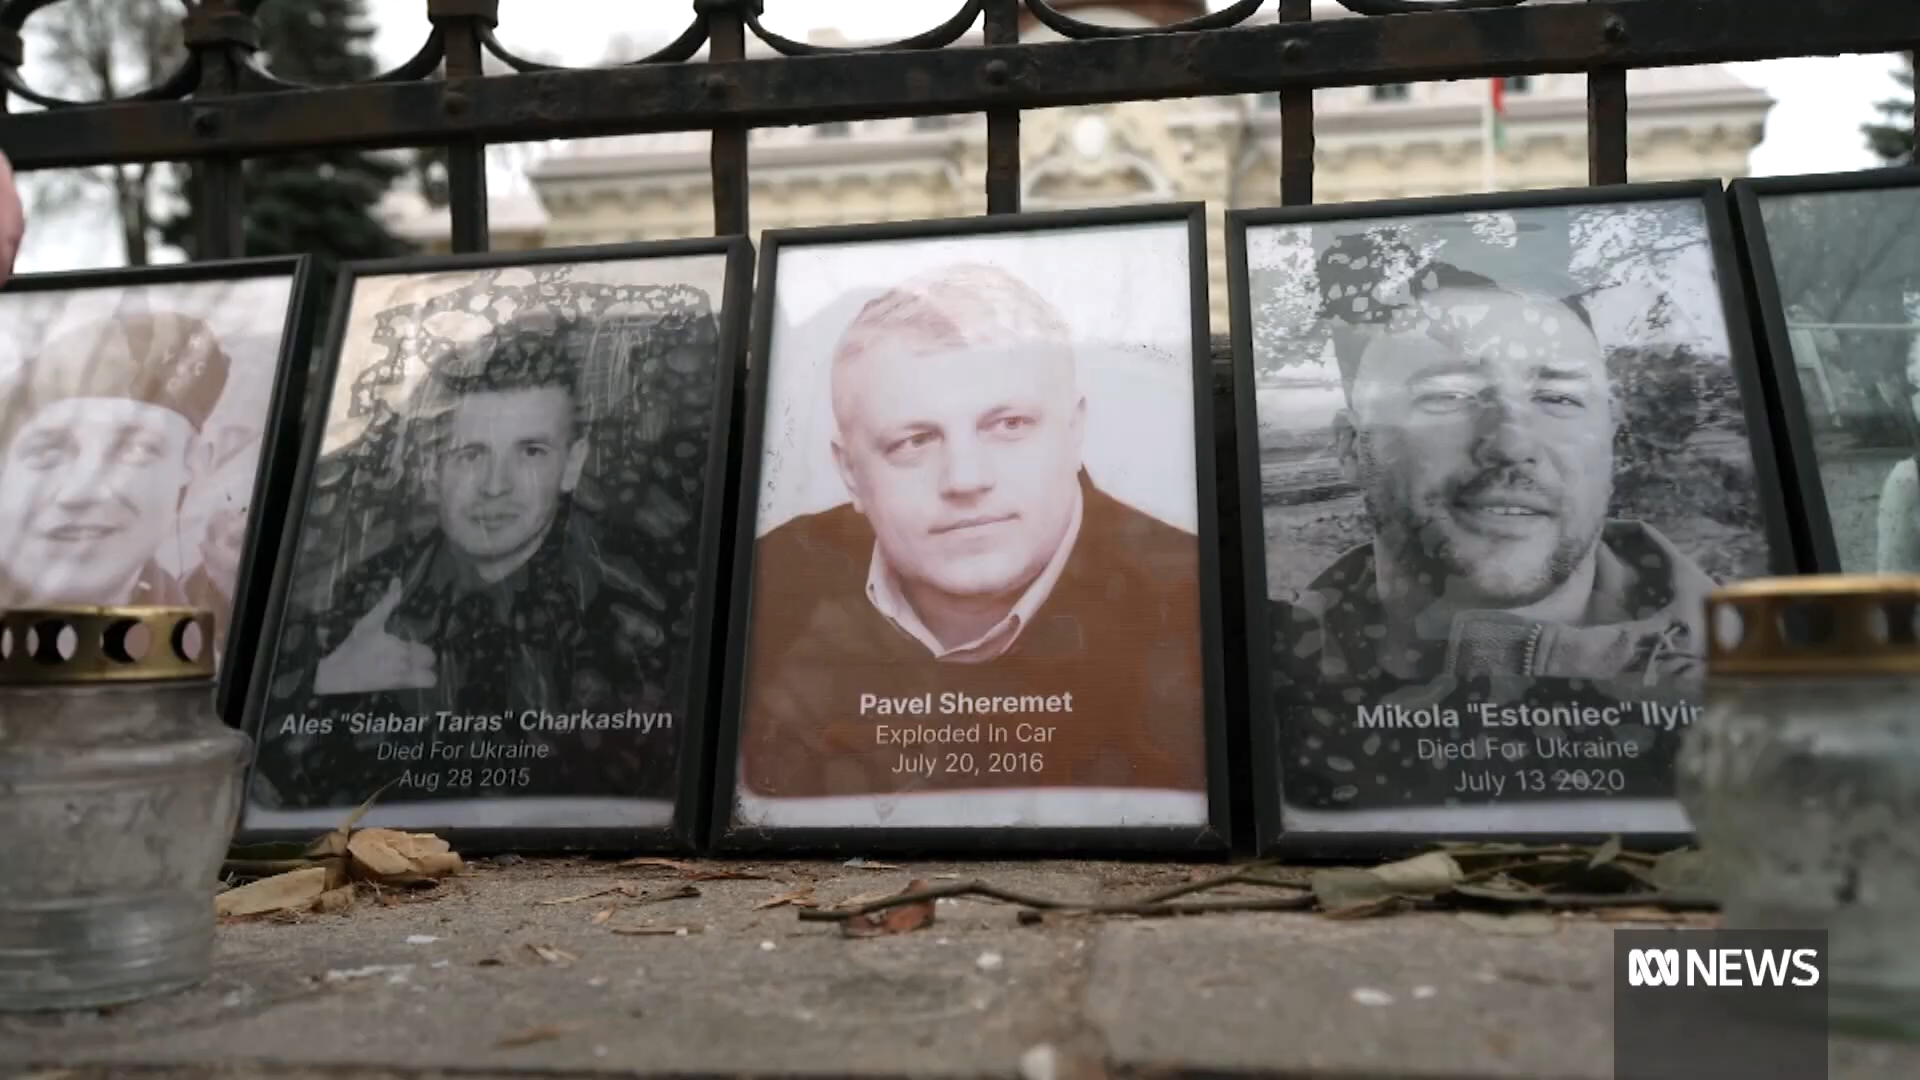 Ales "Siabar Taras" Charkashyn
Died For Ukraine
Aug 28 2015
Pavel Sheremet
Exploded In Car
July 20, 2016
Mikola "Estoniec" Ilyin
Died For Ukraine
July 13 2020
NEWS